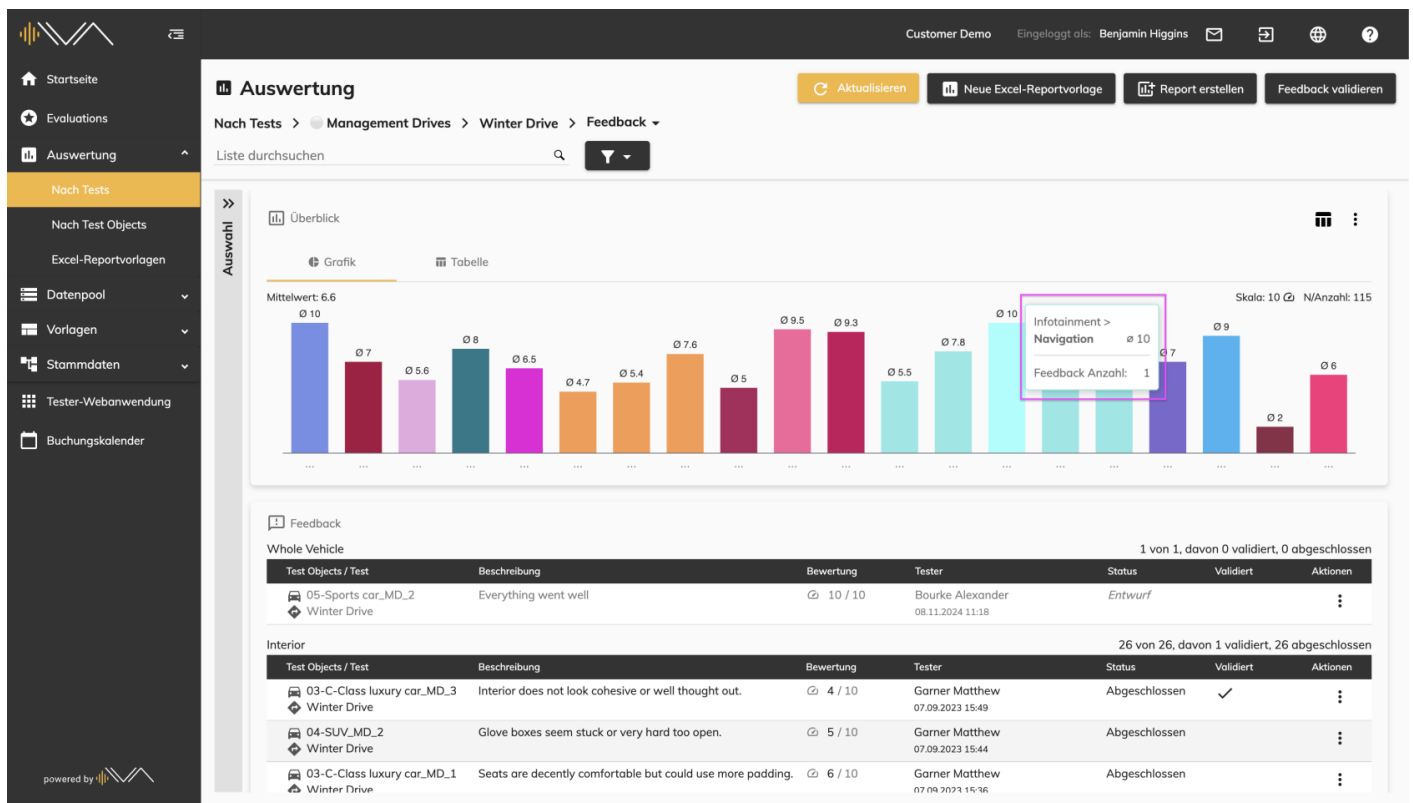 Customer Demo Eingeloggt als: Benjamin Higgins
Startseite
Evaluations
Auswertung
Nach Tests
Nach Test Objects
Excel-Reportvorlagen
Datenpool
Vorlagen
Stammdaten
Tester-Webanwendung
Buchungskalender
powered by
Auswertung
Aktualisieren
Neue Excel-Reportvorlage
Report erstellen
Feedback validieren
Nach Tests > Management Drives > Winter Drive > Feedback
Liste durchsuchen
Auswahl
Überblick
Grafik Tabelle
Mittelwert: 6.6 Skala: 10 N/Anzahl: 115
Ø 10
Ø 7
Ø 5.6
Ø 8
Ø 6.5
Ø 4.7
Ø 5.4
Ø 7.6
Ø 5
Ø 9.5
Ø 9.3
Ø 5.5
Ø 7.8
Ø 10
Infotainment >
Navigation ø 10
Feedback Anzahl: 1
7
Ø 9
Ø 2
Ø 6
... ... ... ... ... ... ... ... ... ... ... ... ... ... ... ... ... ... ... ...
Feedback
Whole Vehicle 1 von 1, davon 0 validiert, 0 abgeschlossen
Test Objects / Test Beschreibung Bewertung Tester Status Validiert Aktionen
05-Sports car_MD_2 Everything went well 10 / 10 Bourke Alexander Entwurf
Winter Drive 08.11.2024 11:18
Interior 26 von 26, davon 1 validiert, 26 abgeschlossen
Test Objects / Test Beschreibung Bewertung Tester Status Validiert Aktionen
03-C-Class luxury car_MD_3 Interior does not look cohesive or well thought out. 4 / 10 Garner Matthew Abgeschlossen
Winter Drive 07.09.2023 15:49
04-SUV_MD_2 Glove boxes seem stuck or very hard too open. 5 / 10 Garner Matthew Abgeschlossen
Winter Drive 07.09.2023 15:44
03-C-Class luxury car_MD_1 Seats are decently comfortable but could use more padding. 6 / 10 Garner Matthew Abgeschlossen
Winter Drive 07.09.2023 15:36